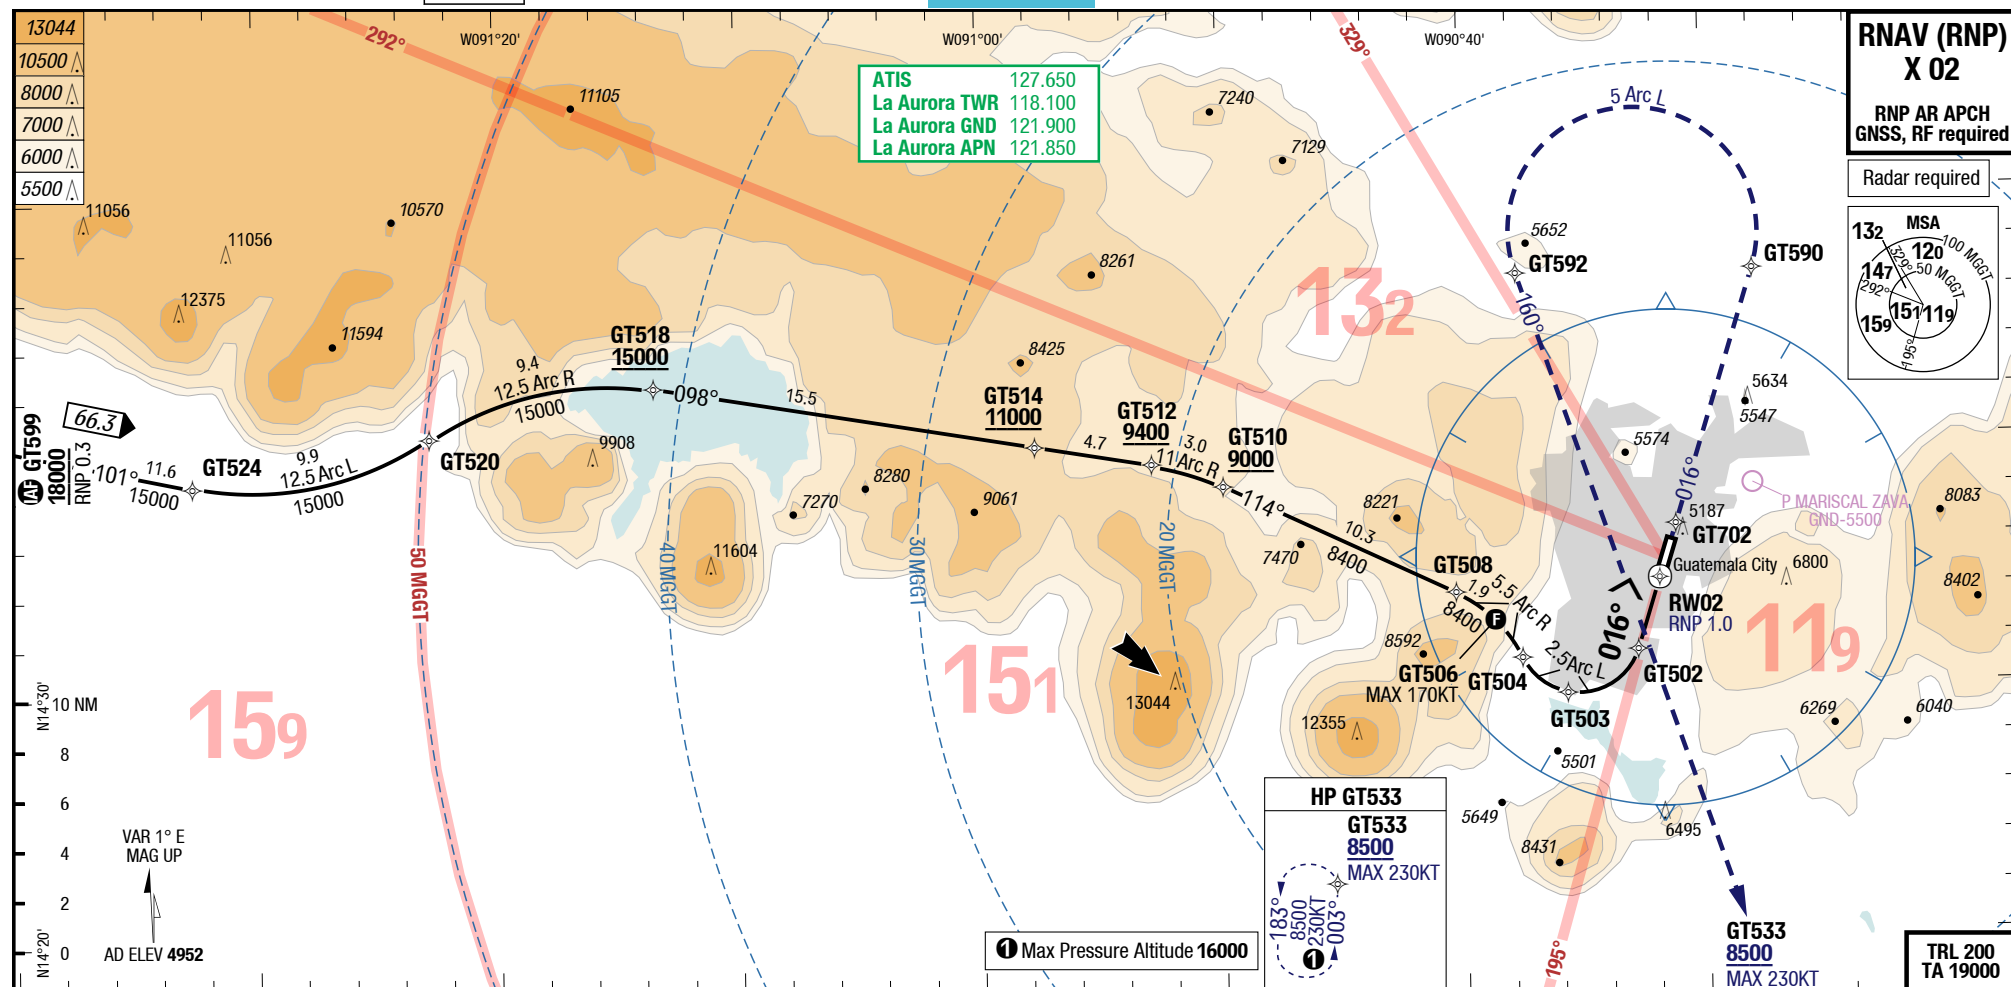 13044
10500
8000
7000
6000
5500
W091°20'
W091°00'
W090°40'
292°
329°
ATIS 127.650
La Aurora TWR 118.100
La Aurora GND 121.900
La Aurora APN 121.850
RNAV (RNP)
X 02
RNP AR APCH
GNSS, RF required
Radar required
MSA
132
120
100 MGGT
329°
50 MGGT
147
292°
151
119
159
195°
11105
7240
7129
5 Arc L
11056
11056
10570
12375
11594
8261
132
5652
GT592
GT590
160°
GT518
15000
9.4
12.5 Arc R
15000
098°
15.5
8425
GT514
11000
GT512
9400
4.7
3.0
11 Arc R
GT510
9000
114°
10.3
8400
5634
5547
5574
016°
AF GT599
18000
RNP 0.3
66.3
101°
11.6
15000
GT524
9.9
12.5 Arc L
15000
GT520
9908
8280
7270
9061
11604
8221
7470
P MARISCAL ZAVA
GND-5500
8083
5187
GT702
Guatemala City
6800
8402
50 MGGT
40 MGGT
30 MGGT
20 MGGT
GT508
1.9
5.5 Arc R
8400
F
RW02
RNP 1.0
016°
8592
GT506
MAX 170KT
GT504
2.5Arc L
GT502
GT503
119
159
151
13044
12355
6269
6040
5501
5649
6495
8431
N14°30'
10 NM
8
6
4
2
0
N14°20'
VAR 1° E
MAG UP
AD ELEV 4952
1 Max Pressure Altitude 16000
HP GT533
GT533
8500
MAX 230KT
183°
8500
230KT
003°
1
195°
GT533
8500
MAX 230KT
TRL 200
TA 19000